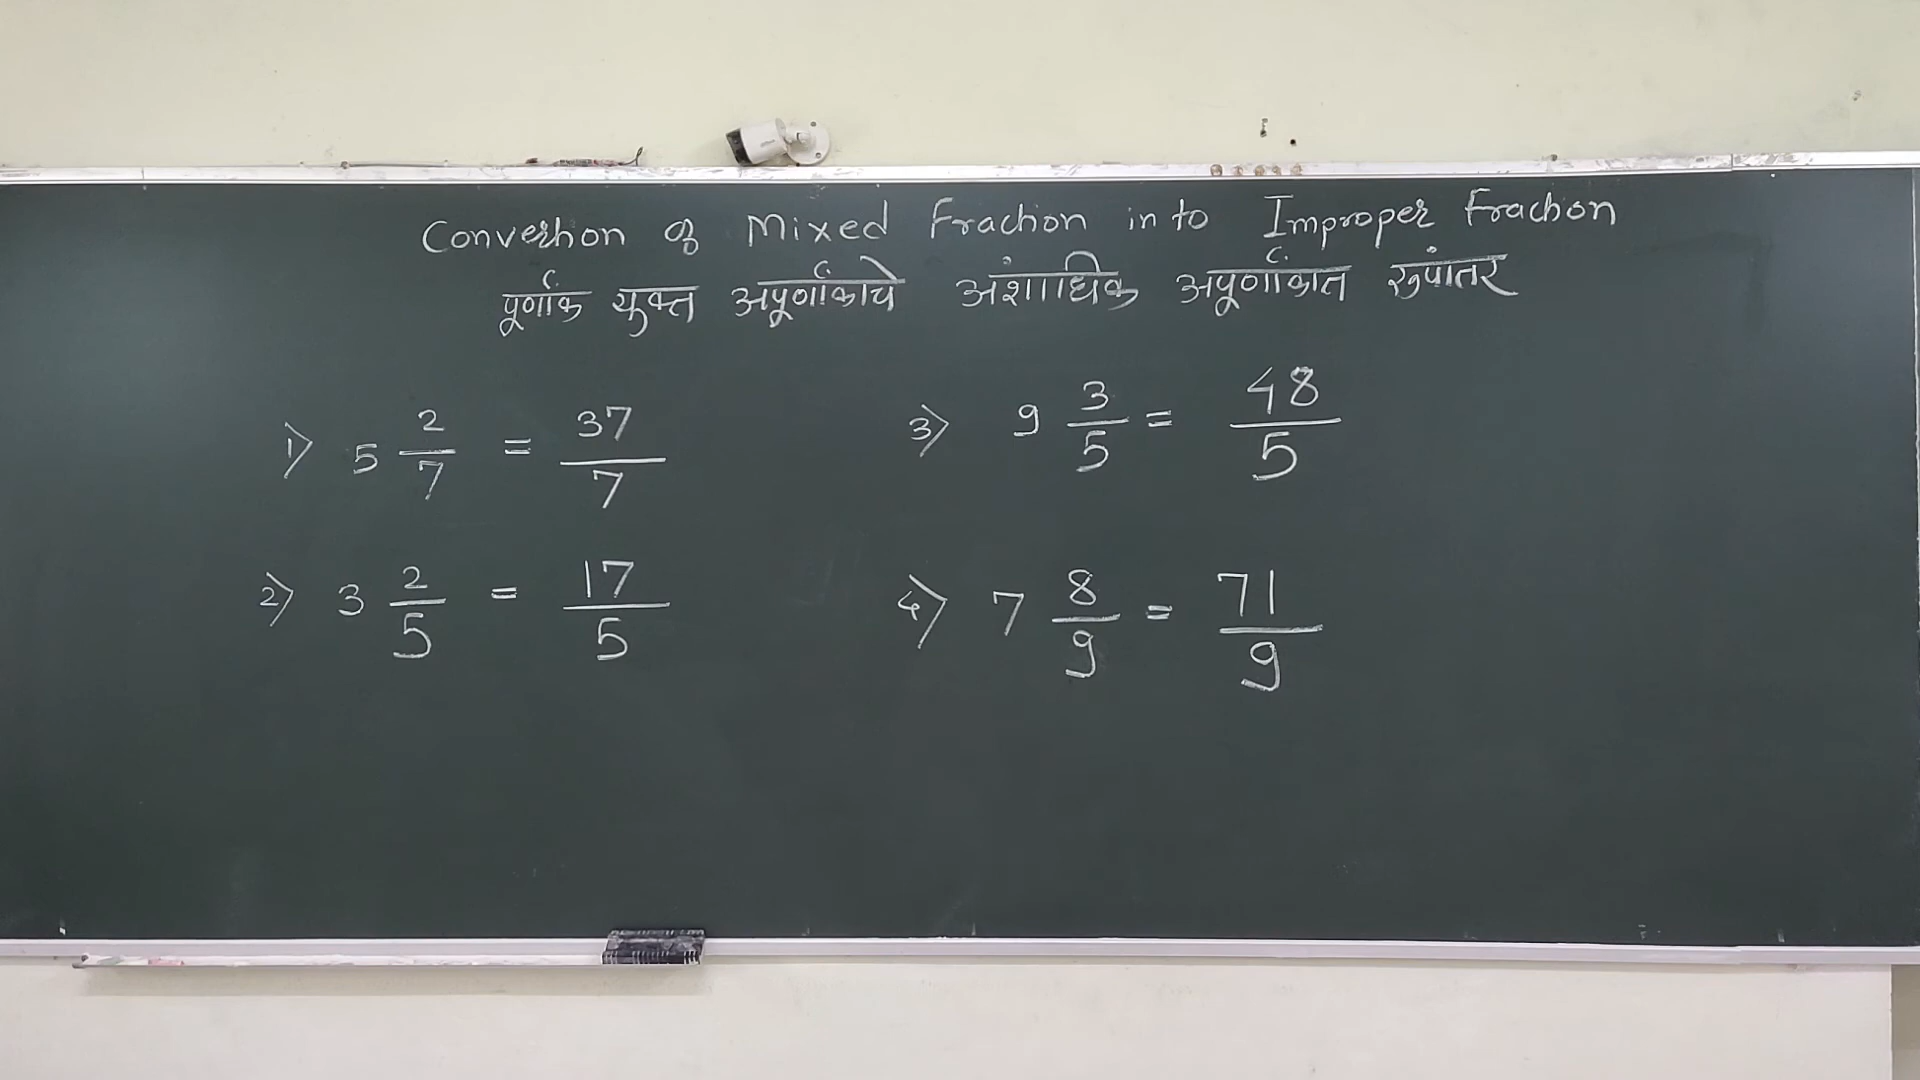 Convertion of Mixed Fraction in to Improper Fraction
पूर्णांक युक्त अपूर्णांकाचे अंशाधिक अपूर्णांकात रुपांतर
1) 5 2/7 = 37/7
2) 3 2/5 = 17/5
3) 9 3/5 = 48/5
4) 7 8/9 = 71/9